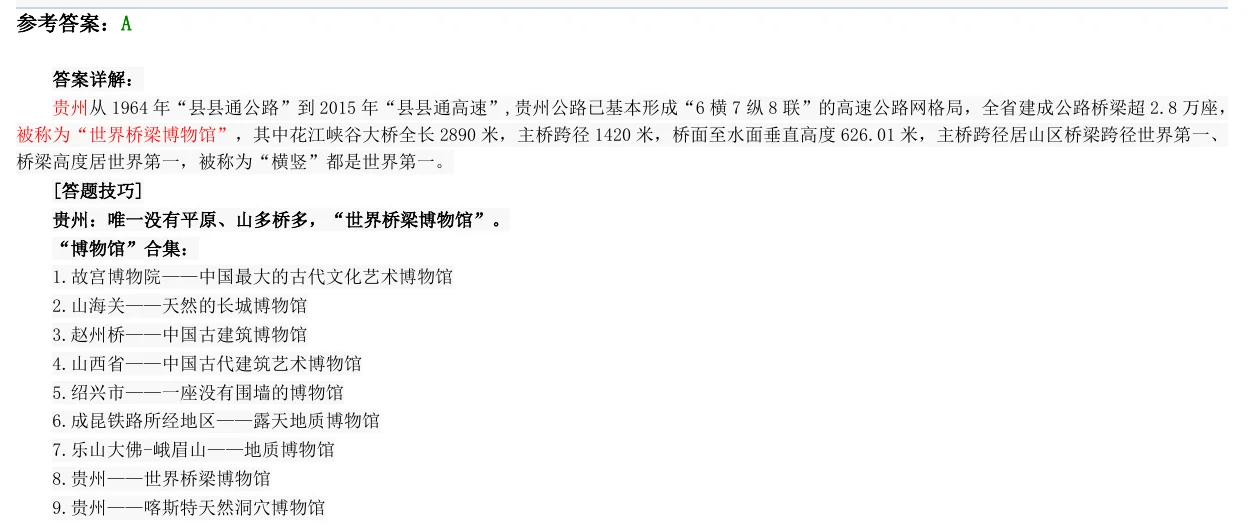 参考答案：A
答案详解：
贵州从 1964 年“县县通公路”到 2015 年“县县通高速”,贵州公路已基本形成“6 横 7 纵 8 联”的高速公路网格局，全省建成公路桥梁超 2.8 万座，
被称为“世界桥梁博物馆”，其中花江峡谷大桥全长 2890 米，主桥跨径 1420 米，桥面至水面垂直高度 626.01 米，主桥跨径居山区桥梁跨径世界第一、
桥梁高度居世界第一，被称为“横竖”都是世界第一。
[答题技巧]
贵州：唯一没有平原、山多桥多，“世界桥梁博物馆”。
“博物馆”合集：
1.故宫博物院——中国最大的古代文化艺术博物馆
2.山海关——天然的长城博物馆
3.赵州桥——中国古建筑博物馆
4.山西省——中国古代建筑艺术博物馆
5.绍兴市——一座没有围墙的博物馆
6.成昆铁路所经地区——露天地质博物馆
7.乐山大佛-峨眉山——地质博物馆
8.贵州——世界桥梁博物馆
9.贵州——喀斯特天然洞穴博物馆